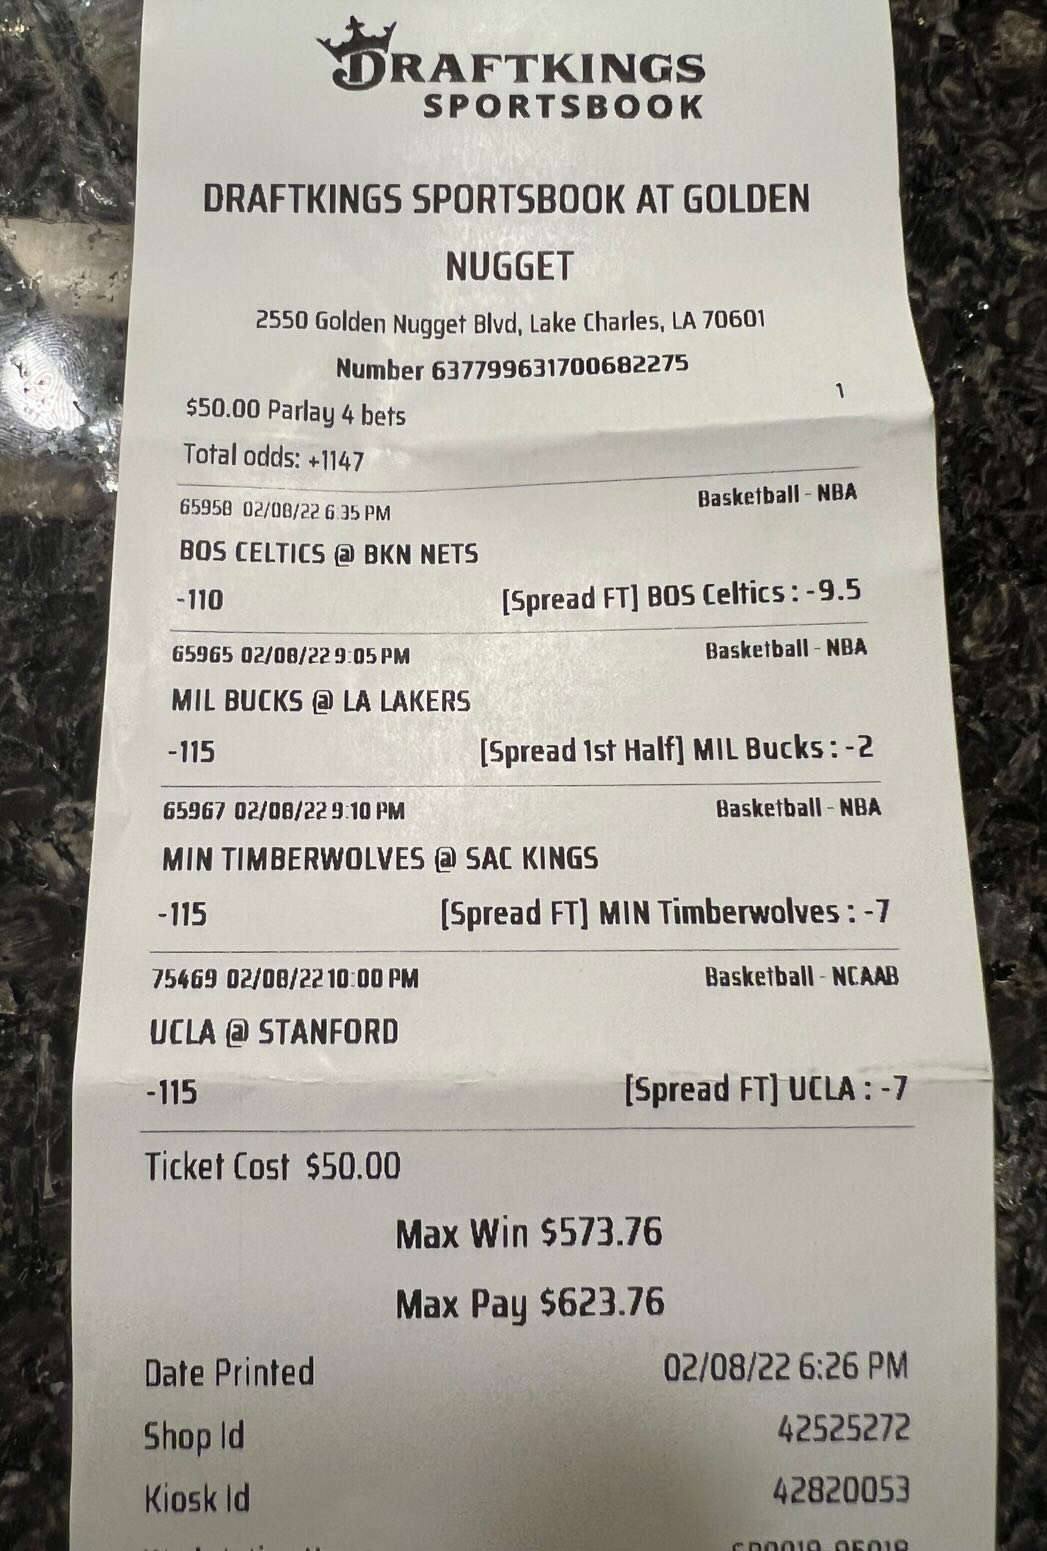 DRAFTKINGS
SPORTSBOOK
DRAFTKINGS SPORTSBOOK AT GOLDEN
NUGGET
2550 Golden Nugget Blvd, Lake Charles, LA 70601
Number 637799631700682275
1
$50.00 Parlay 4 bets
Total odds: +1147
65958 02/08/22 6:35 PM Basketball - NBA
BOS CELTICS @ BKN NETS
-110 [Spread FT] BOS Celtics : -9.5
65965 02/08/22 9:05 PM Basketball - NBA
MIL BUCKS @ LA LAKERS
-115 [Spread 1st Half] MIL Bucks : -2
65967 02/08/22 9:10 PM Basketball - NBA
MIN TIMBERWOLVES @ SAC KINGS
-115 [Spread FT] MIN Timberwolves : -7
75469 02/08/22 10:00 PM Basketball - NCAAB
UCLA @ STANFORD
-115 [Spread FT] UCLA : -7
Ticket Cost $50.00
Max Win $573.76
Max Pay $623.76
Date Printed 02/08/22 6:26 PM
Shop Id 42525272
Kiosk Id 42820053